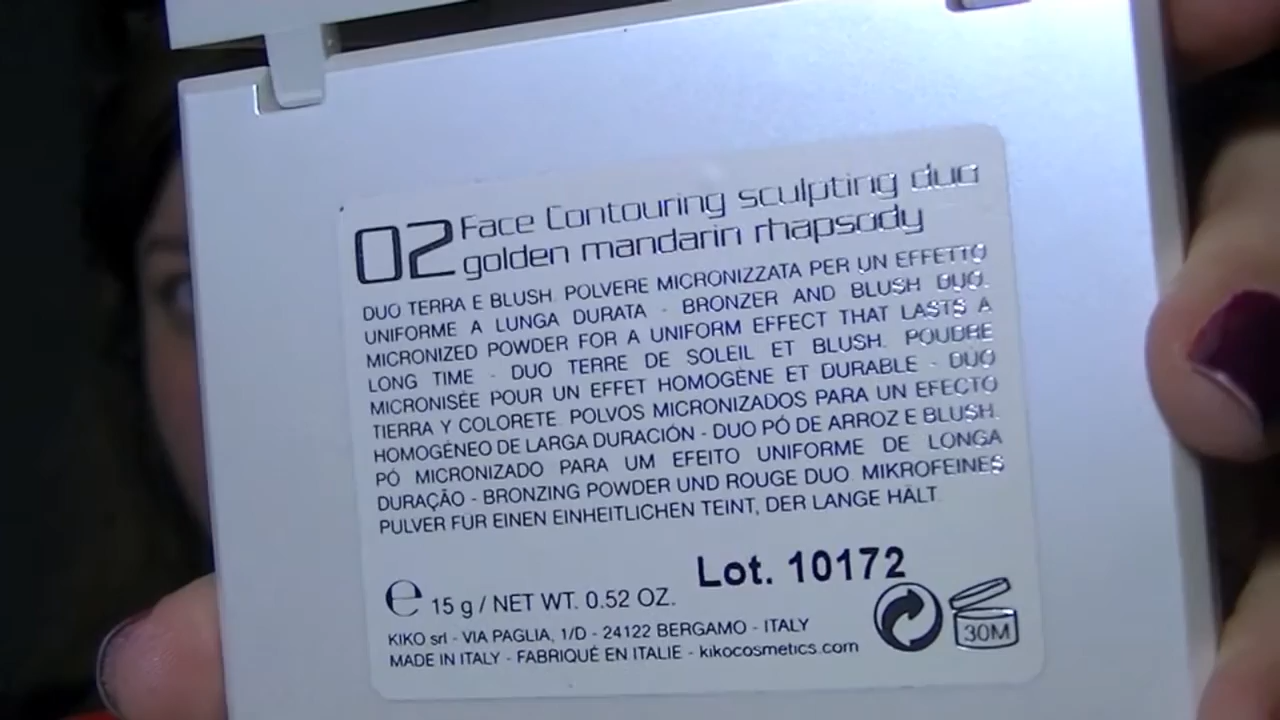 02 Face Contouring sculpting duo
golden mandarin rhapsody
DUO TERRA E BLUSH. POLVERE MICRONIZZATA PER UN EFFETTO
UNIFORME A LUNGA DURATA - BRONZER AND BLUSH DUO.
MICRONIZED POWDER FOR A UNIFORM EFFECT THAT LASTS A
LONG TIME - DUO TERRE DE SOLEIL ET BLUSH. POUDRE
MICRONISÉE POUR UN EFFET HOMOGÈNE ET DURABLE - DÚO
TIERRA Y COLORETE. POLVOS MICRONIZADOS PARA UN EFECTO
HOMOGÉNEO DE LARGA DURACIÓN - DUO PÓ DE ARROZ E BLUSH.
PÓ MICRONIZADO PARA UM EFEITO UNIFORME DE LONGA
DURAÇÃO - BRONZING POWDER UND ROUGE DUO. MIKROFEINES
PULVER FÜR EINEN EINHEITLICHEN TEINT, DER LANGE HÄLT.
Lot. 10172
e 15 g / NET WT. 0.52 OZ.
30M
KIKO srl - VIA PAGLIA, 1/D - 24122 BERGAMO - ITALY
MADE IN ITALY - FABRIQUÉ EN ITALIE - kikocosmetics.com